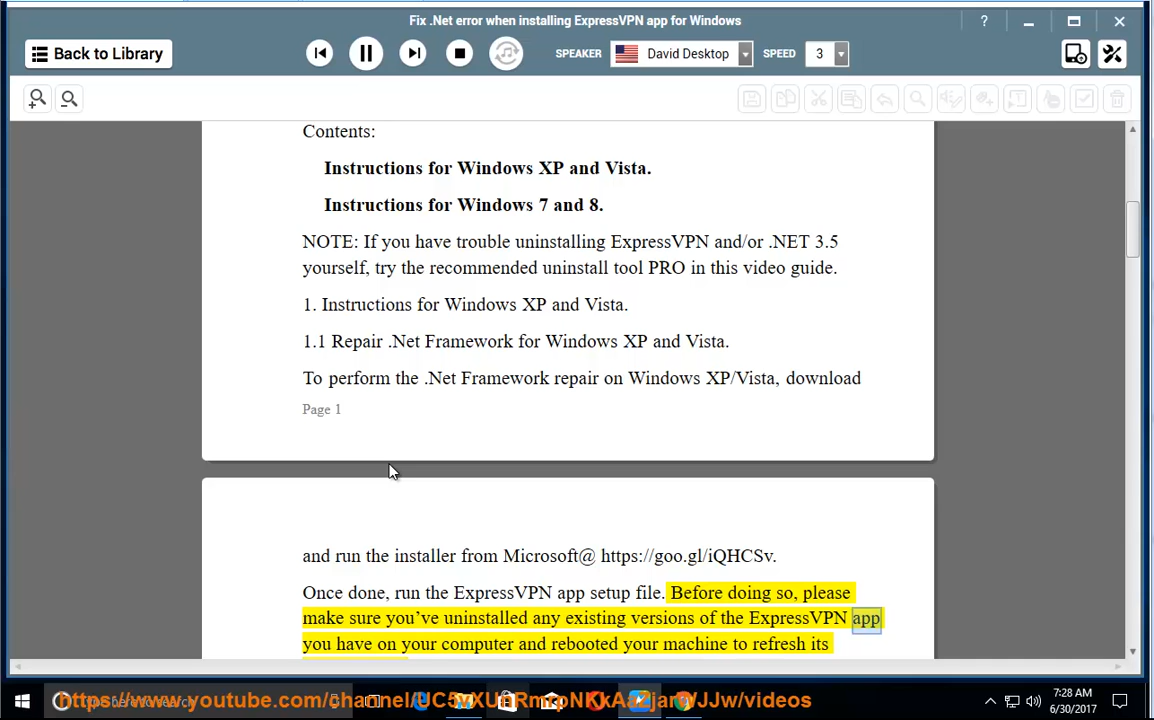 Fix .Net error when installing ExpressVPN app for Windows
?
Back to Library
SPEAKER
David Desktop
SPEED
3
Contents:
Instructions for Windows XP and Vista.
Instructions for Windows 7 and 8.
NOTE: If you have trouble uninstalling ExpressVPN and/or .NET 3.5
yourself, try the recommended uninstall tool PRO in this video guide.
1. Instructions for Windows XP and Vista.
1.1 Repair .Net Framework for Windows XP and Vista.
To perform the .Net Framework repair on Windows XP/Vista, download
Page 1
and run the installer from Microsoft@ https://goo.gl/iQHCSv.
Once done, run the ExpressVPN app setup file. Before doing so, please
make sure you’ve uninstalled any existing versions of the ExpressVPN app
you have on your computer and rebooted your machine to refresh its
7:28 AM
6/30/2017